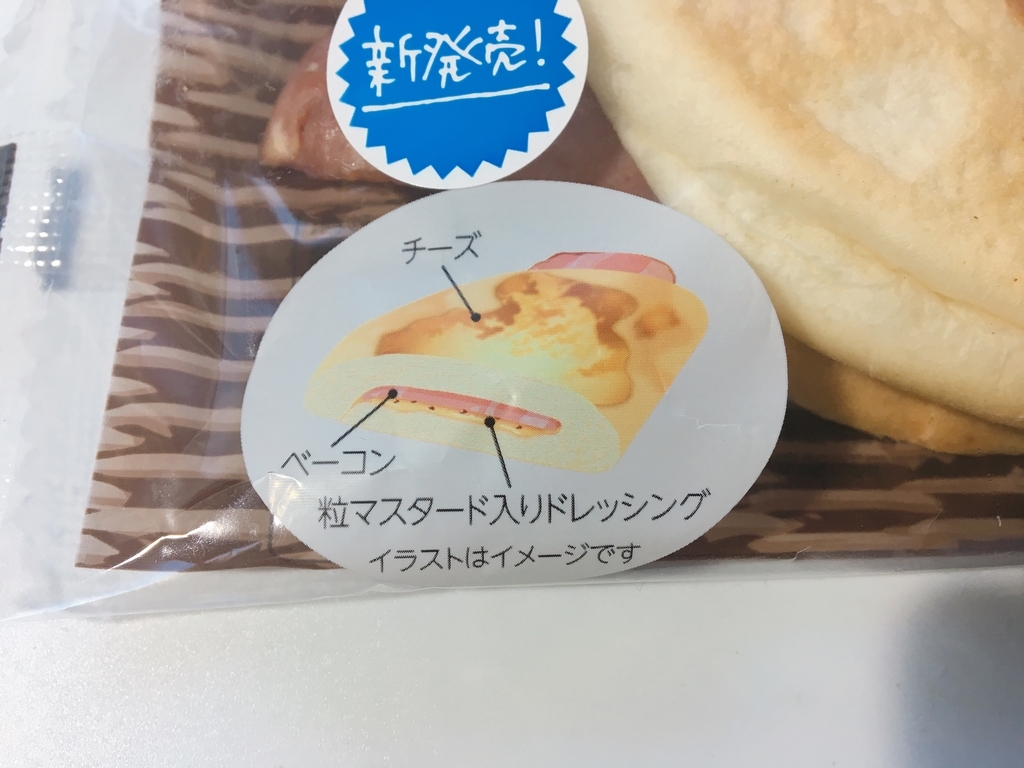 新発売!
チーズ
ベーコン
粒マスタード入りドレッシング
イラストはイメージです